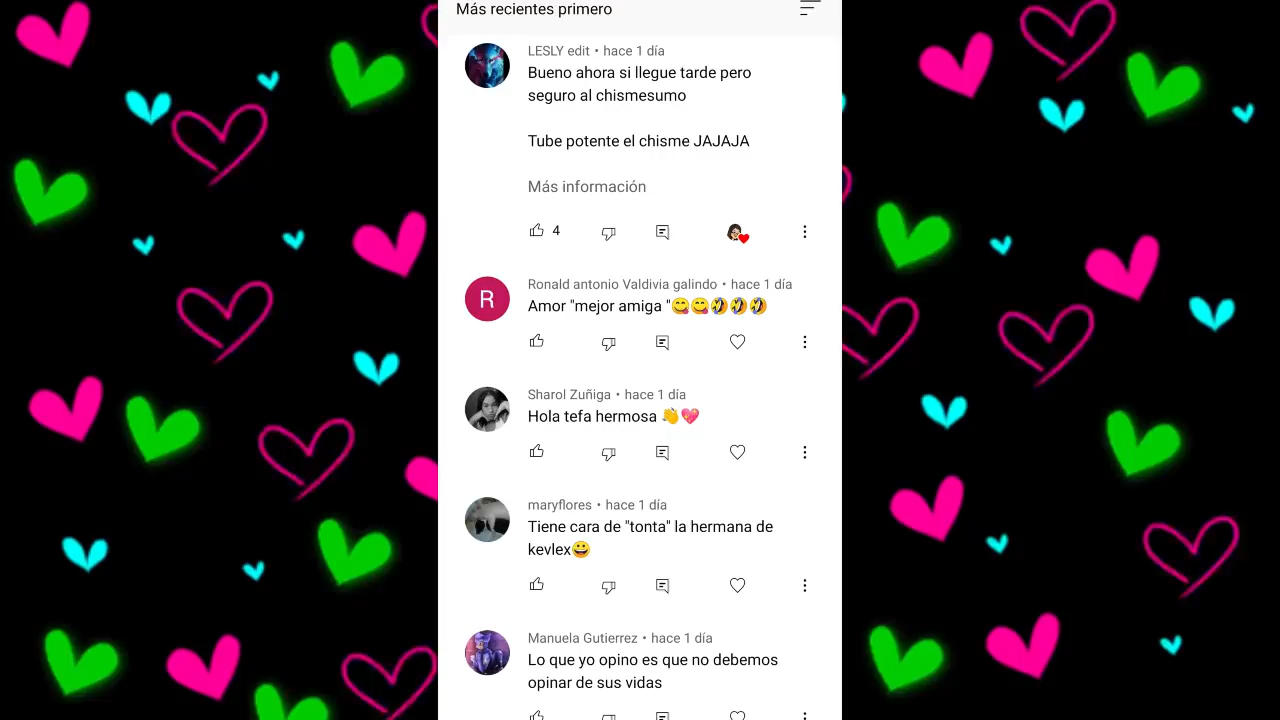 Más recientes primero
LESLY edit • hace 1 día
Bueno ahora si llegue tarde pero
seguro al chismesumo
Tube potente el chisme JAJAJA
Más información
4
R
Ronald antonio Valdivia galindo • hace 1 día
Amor "mejor amiga "😋😋🤣🤣🤣
Sharol Zuñiga • hace 1 día
Hola tefa hermosa 👋💖
maryflores • hace 1 día
Tiene cara de "tonta" la hermana de
kevlex😀
Manuela Gutierrez • hace 1 día
Lo que yo opino es que no debemos
opinar de sus vidas